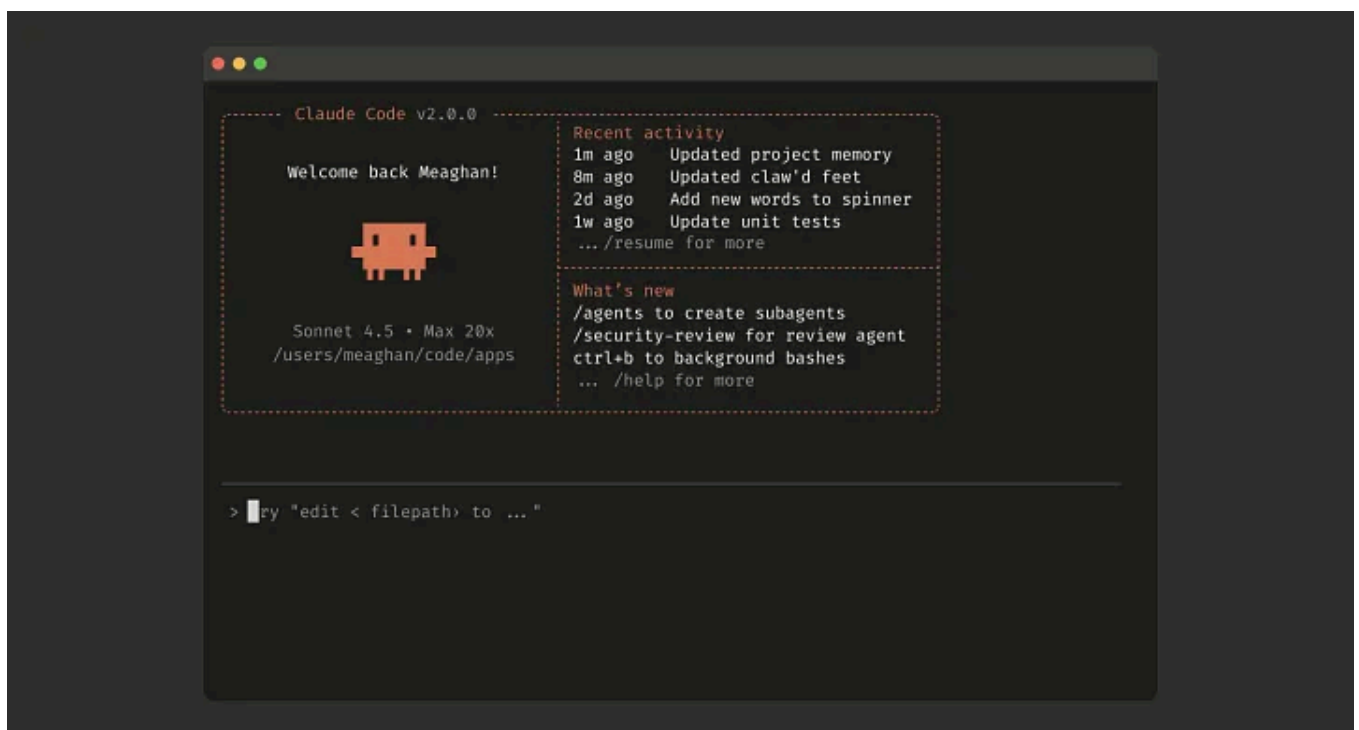 Claude Code v2.0.0
Welcome back Meaghan!
Sonnet 4.5 • Max 20x
/users/meaghan/code/apps
Recent activity
1m ago Updated project memory
8m ago Updated claw'd feet
2d ago Add new words to spinner
1w ago Update unit tests
... /resume for more
What's new
/agents to create subagents
/security-review for review agent
ctrl+b to background bashes
... /help for more
> ry "edit < filepath› to ..."